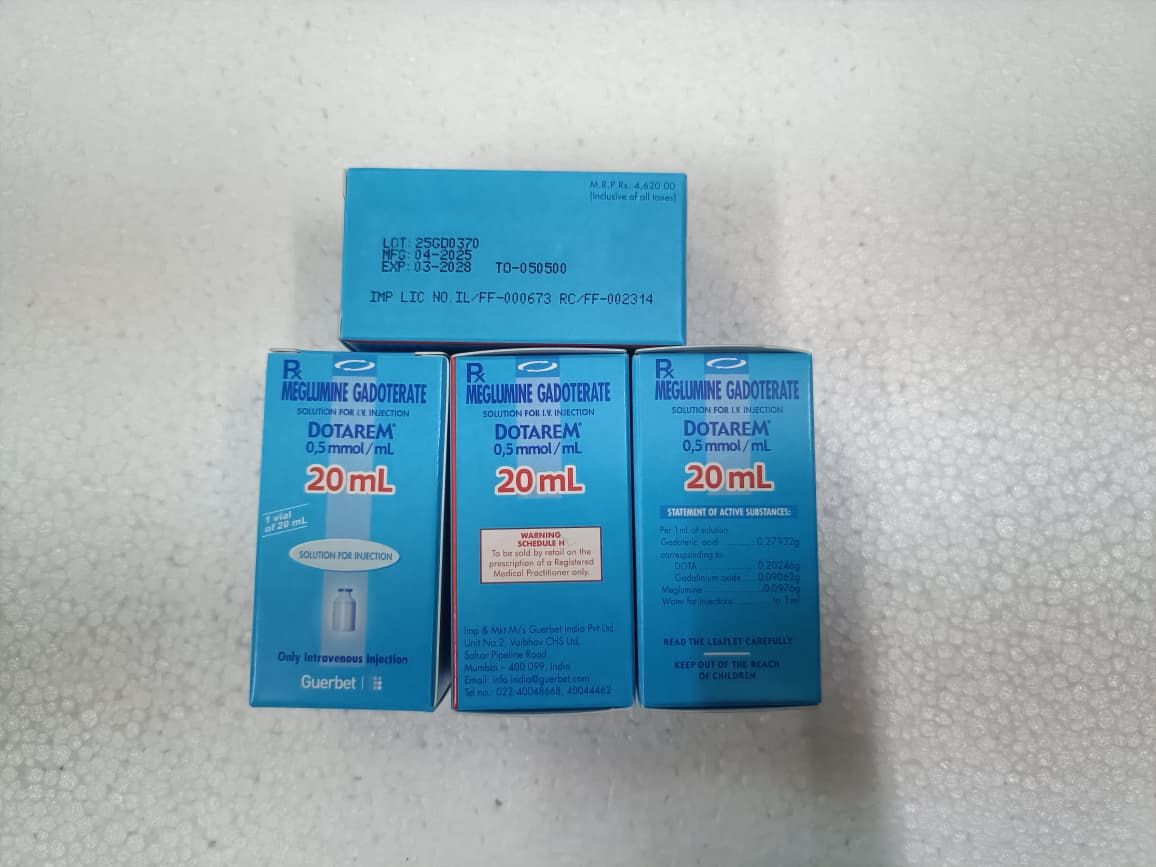 M.R.P Rs. 4,620.00
(Inclusive of all taxes)
LOT: 25GD0370
MFG: 04-2025
EXP: 03-2028 TO-050500
IMP LIC NO.IL/FF-000673 RC/FF-002314
Rx
MEGLUMINE GADOTERATE
SOLUTION FOR I.V. INJECTION
DOTAREM®
0,5 mmol/mL
20 mL
1 vial
of 20 mL
SOLUTION FOR INJECTION
Only intravenous injection
Guerbet
Rx
MEGLUMINE GADOTERATE
SOLUTION FOR I.V. INJECTION
DOTAREM®
0,5 mmol/mL
20 mL
WARNING
SCHEDULE H
To be sold by retail on the
prescription of a Registered
Medical Practitioner only.
Imp & Mkt M/s Guerbet India Pvt Ltd.
Unit No.2, Vaibhav CHS Ltd,
Sahar Pipeline Road,
Mumbai – 400 099, India
Email: info.india@guerbet.com
Tel no.: 022-40048668, 40044462
Rx
MEGLUMINE GADOTERATE
SOLUTION FOR I.V. INJECTION
DOTAREM®
0,5 mmol/mL
20 mL
STATEMENT OF ACTIVE SUBSTANCES:
Per 1 mL of solution
Gadoteric acid ........ 0.27932g
corresponding to:
DOTA ........ 0.20246g
Gadolinium oxide ..... 0.09062g
Meglumine ........ 0.0976g
Water for injections ........ to 1 ml
READ THE LEAFLET CAREFULLY
KEEP OUT OF THE REACH
OF CHILDREN